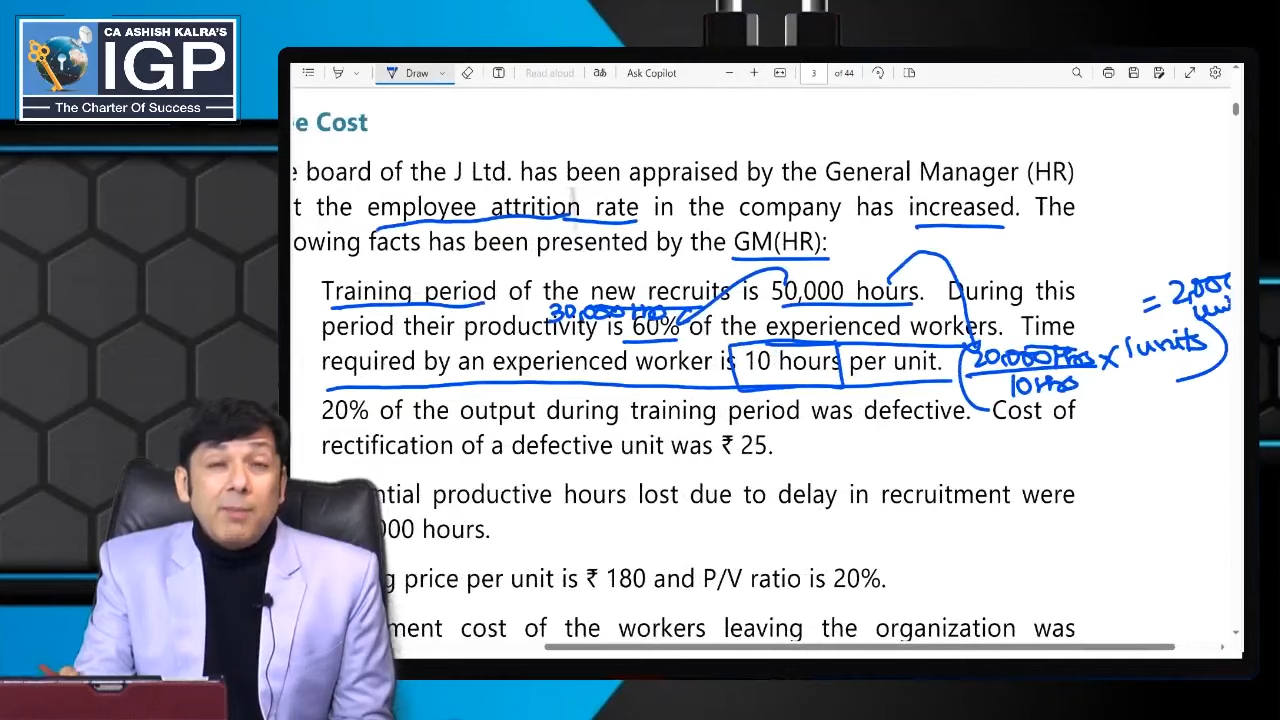 CA ASHISH KALRA'S
IGP
The Charter Of Success
Draw
Read aloud
Ask Copilot
3 of 44
e Cost
e board of the J Ltd. has been appraised by the General Manager (HR)
t the employee attrition rate in the company has increased. The
owing facts has been presented by the GM(HR):
Training period of the new recruits is 50,000 hours. During this
= 2,000
30,000 Hrs
period their productivity is 60% of the experienced workers. Time
required by an experienced worker is 10 hours per unit.
20,000 Hrs × 1 units
10 Hrs
20% of the output during training period was defective. Cost of
rectification of a defective unit was ₹ 25.
ntial productive hours lost due to delay in recruitment were
000 hours.
g price per unit is ₹ 180 and P/V ratio is 20%.
ment cost of the workers leaving the organization was